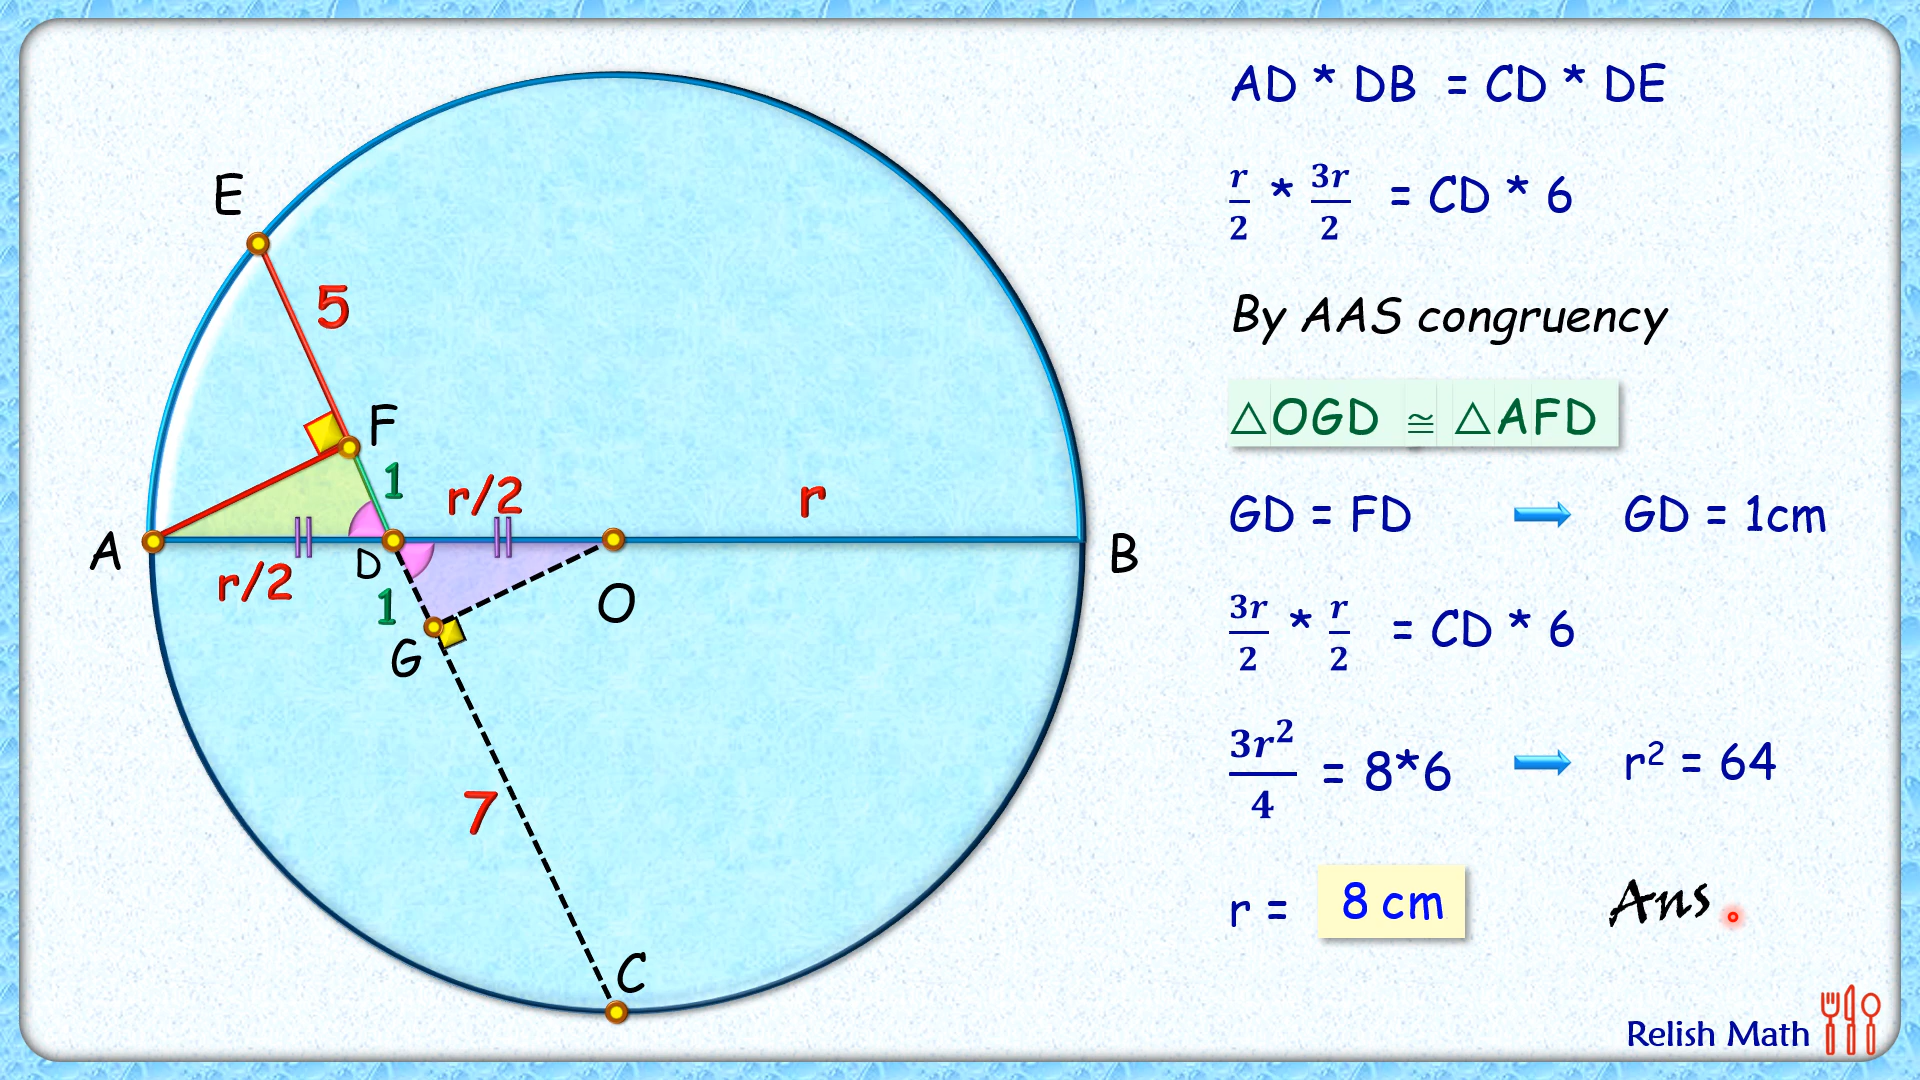 E
5
F
1
r/2
r
A
D
B
r/2
1
O
G
7
C
AD * DB = CD * DE
r/2 * 3r/2 = CD * 6
By AAS congruency
△OGD ≅ △AFD
GD = FD ➡ GD = 1cm
3r/2 * r/2 = CD * 6
3r²/4 = 8*6 ➡ r² = 64
r = 8 cm Ans.
Relish Math